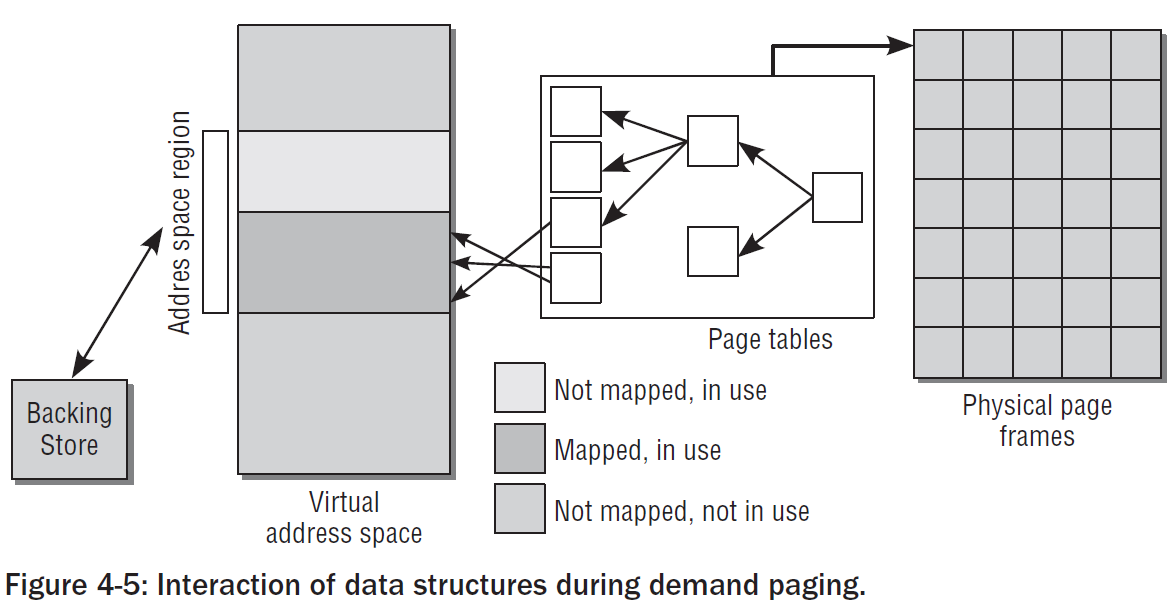 Address space region
Backing
Store
Virtual
address space
Page tables
Not mapped, in use
Mapped, in use
Not mapped, not in use
Physical page
frames
Figure 4-5: Interaction of data structures during demand paging.